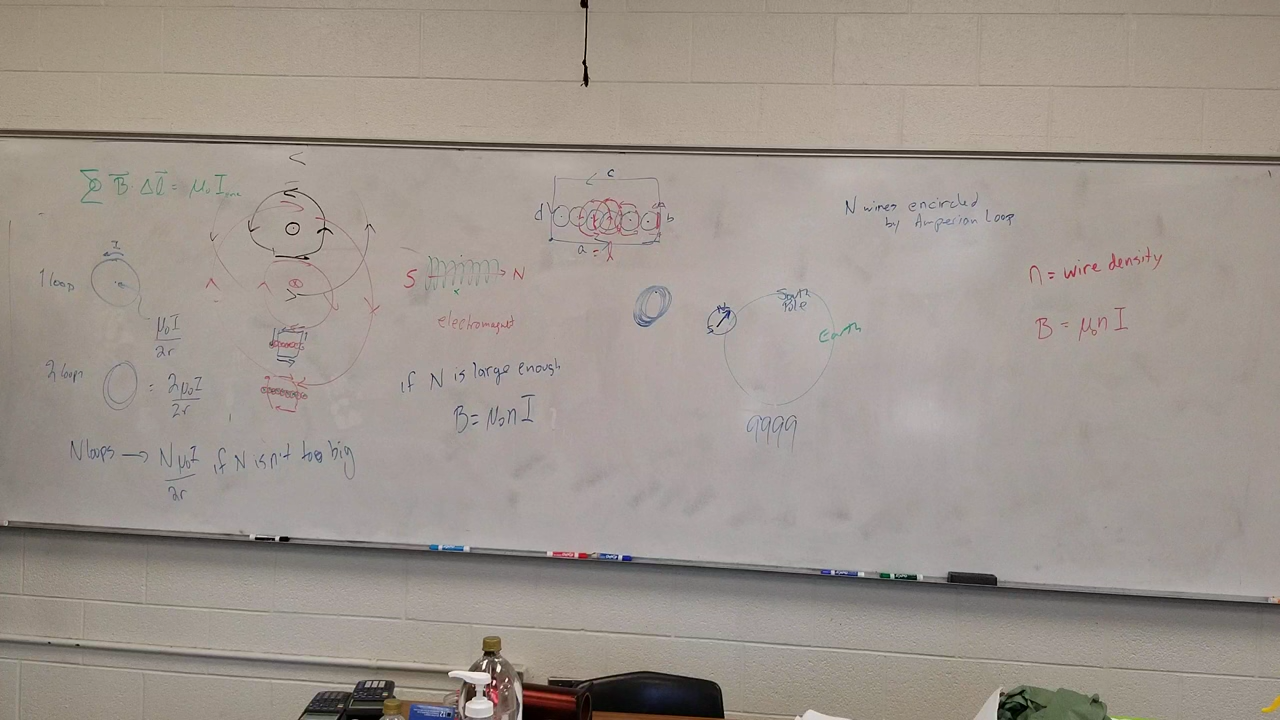 ∑ B̄ · Δl̄ = μ₀ I
I
1 loop
μ₀I
2r
2 loops
= 2μ₀I
2r
N loops → Nμ₀I if N isn't too big
2r
S N
electromagnet
if N is large enough
B = μ₀nI
c
d b
a = l
N
S
South
Pole
Earth
9999
N wires encircled
by Amperian Loop
n = wire density
B = μ₀nI